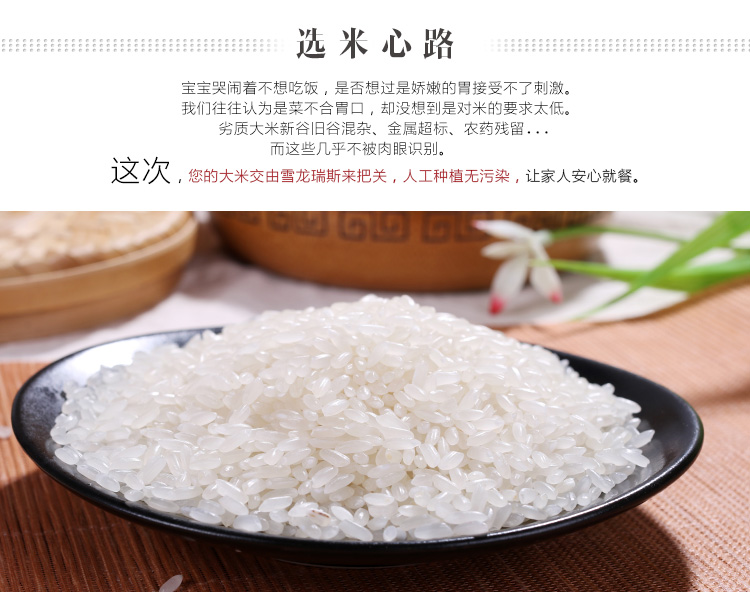 选米心路
宝宝哭闹着不想吃饭，是否想过是娇嫩的胃接受不了刺激。
我们往往认为是菜不合胃口，却没想到是对米的要求太低。
劣质大米新谷旧谷混杂、金属超标、农药残留...
而这些几乎不被肉眼识别。
这次，您的大米交由雪龙瑞斯来把关，人工种植无污染，让家人安心就餐。